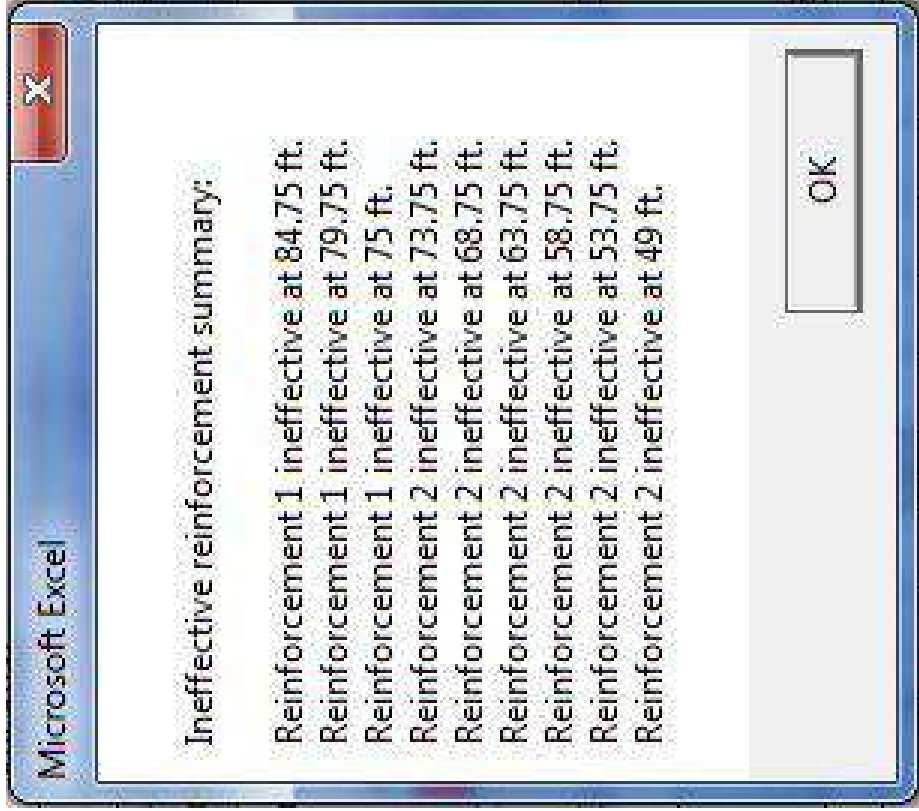 Microsoft Excel
X
Ineffective reinforcement summary:
Reinforcement 1 ineffective at 84.75 ft.
Reinforcement 1 ineffective at 79.75 ft.
Reinforcement 1 ineffective at 75 ft.
Reinforcement 2 ineffective at 73.75 ft.
Reinforcement 2 ineffective at 68.75 ft.
Reinforcement 2 ineffective at 63.75 ft.
Reinforcement 2 ineffective at 58.75 ft.
Reinforcement 2 ineffective at 53.75 ft.
Reinforcement 2 ineffective at 49 ft.
OK